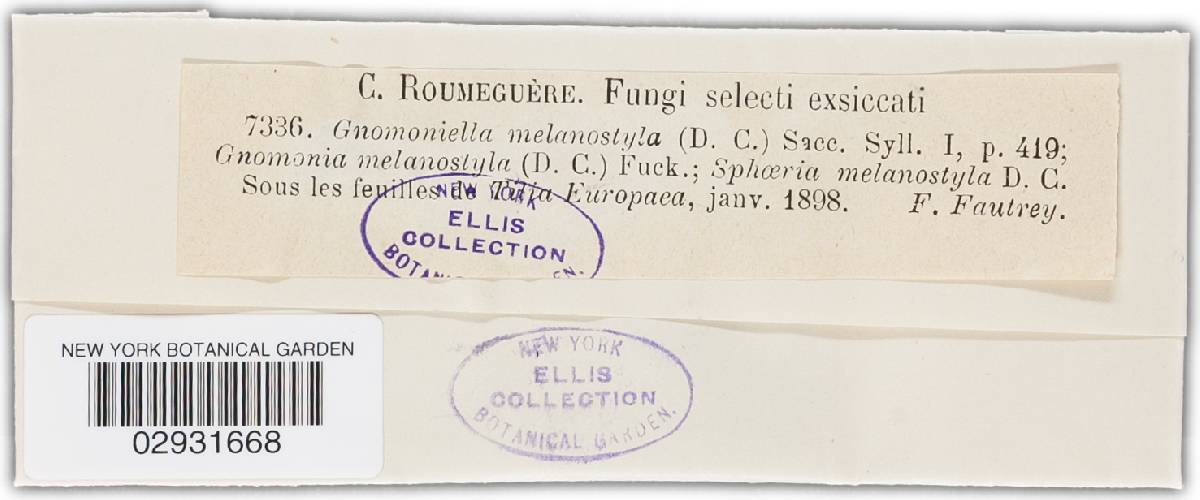 C. ROUMEGUÈRE. Fungi selecti exsiccati
7336. Gnomoniella melanostyla (D. C.) Sacc. Syll. I, p. 419;
Gnomonia melanostyla (D. C.) Fuck.; Sphœria melanostyla D. C.
Sous les feuilles de Tilia Europaea, janv. 1898. F. Fautrey.
NEW YORK
ELLIS
COLLECTION
BOTANICAL GARDEN.
NEW YORK BOTANICAL GARDEN
02931668
NEW YORK
ELLIS
COLLECTION
BOTANICAL GARDEN.